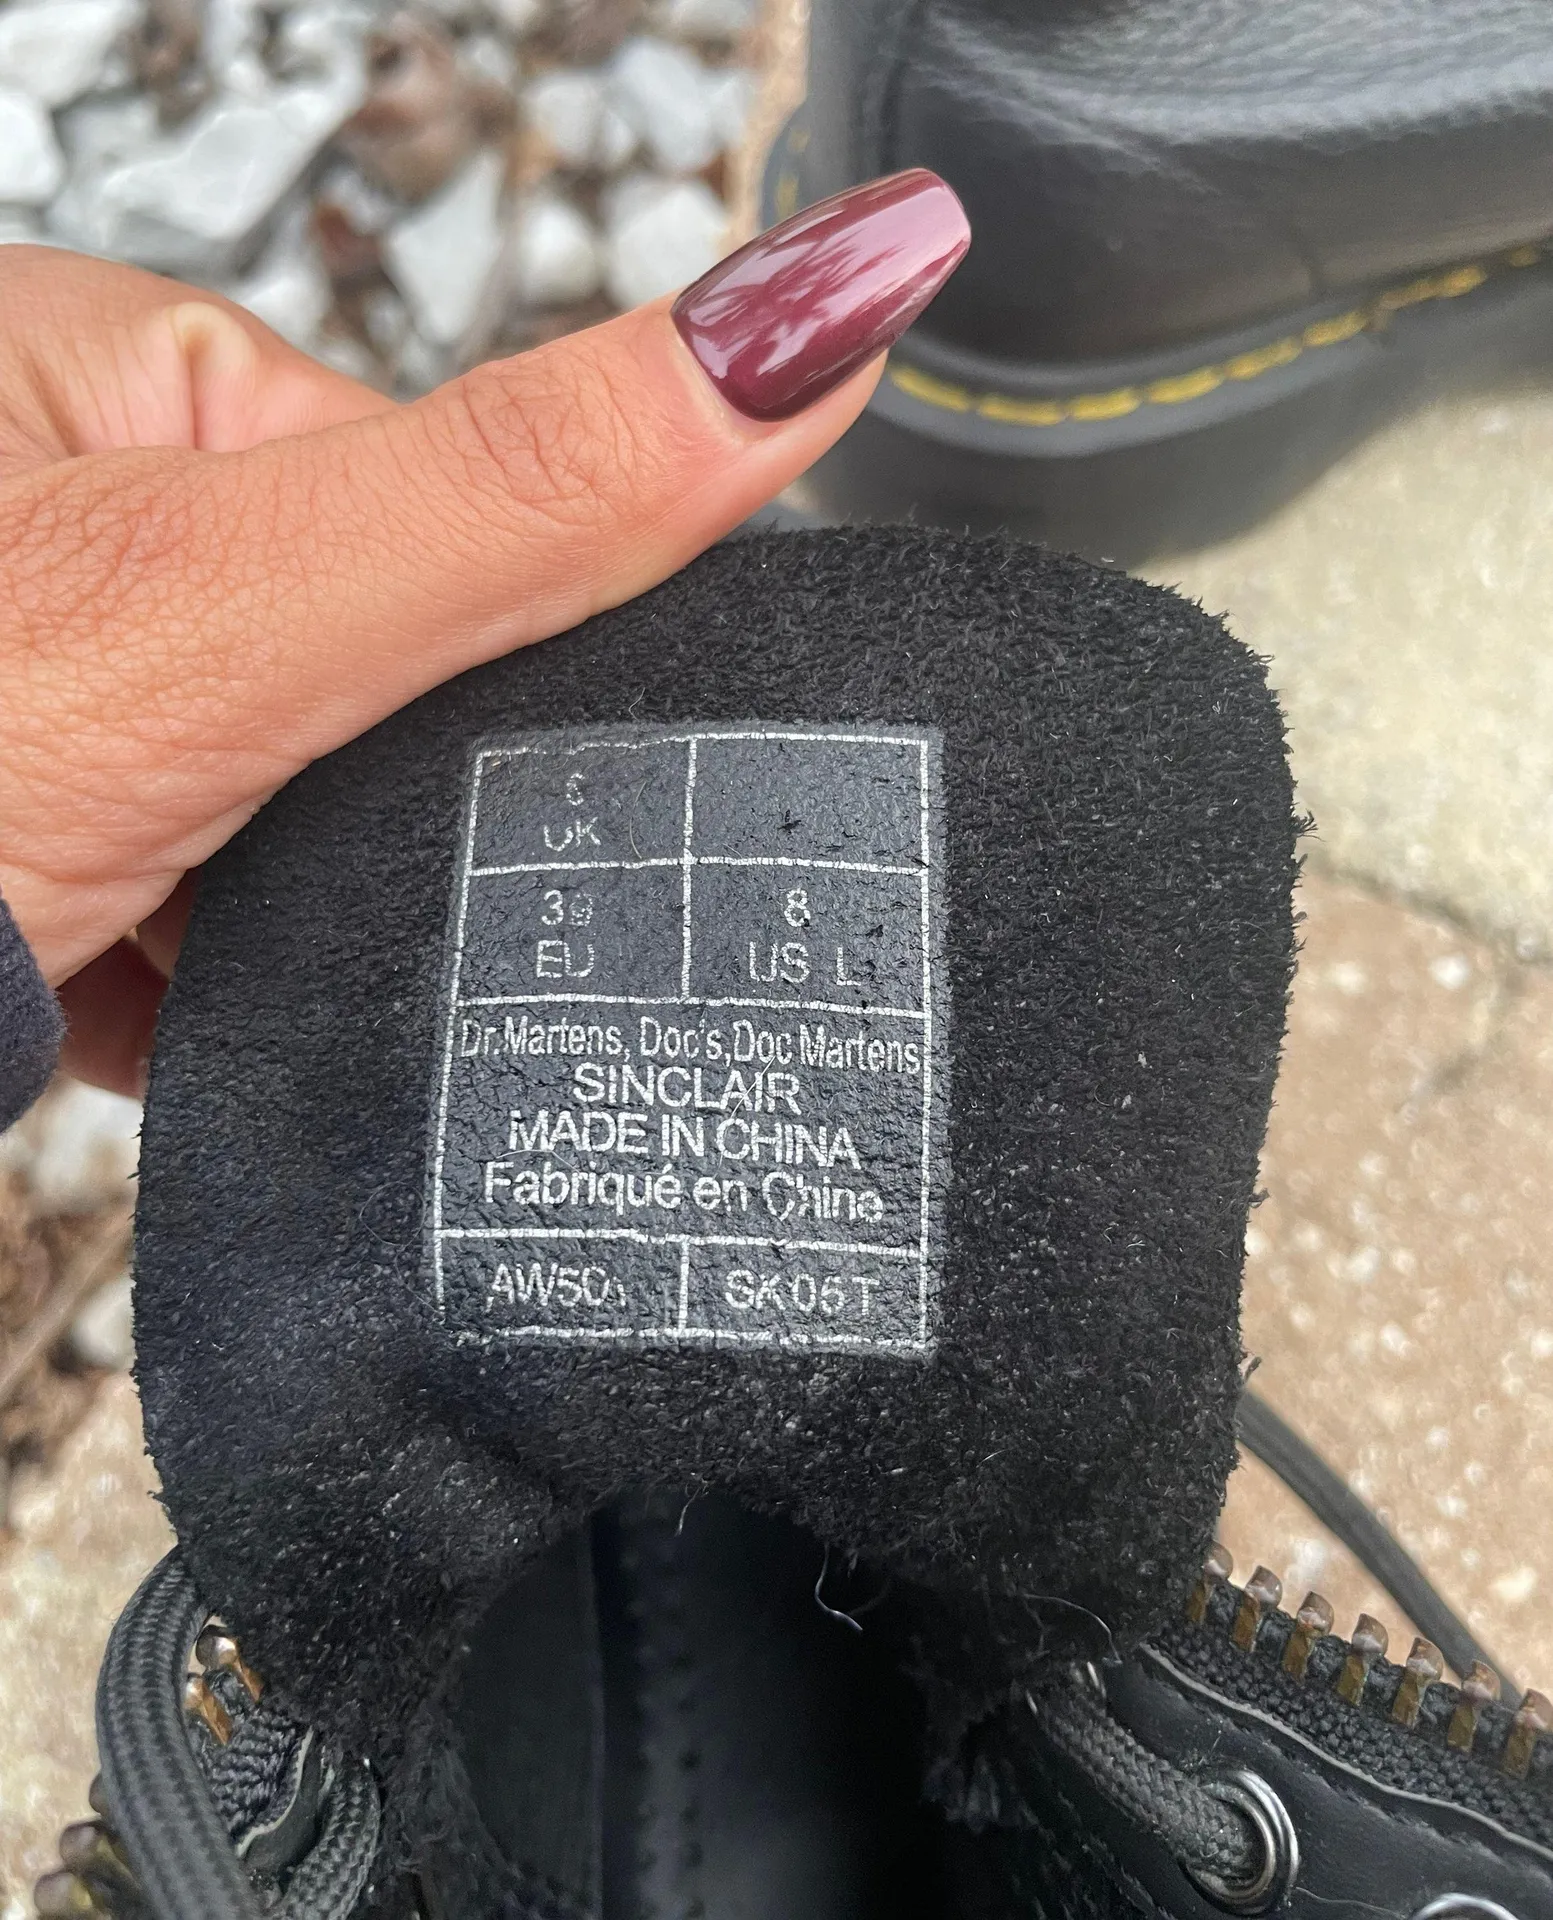 6
UK
39
EU
8
US L
Dr.Martens, Doc's,Doc Martens
SINCLAIR
MADE IN CHINA
Fabriqué en Chine
SK05T